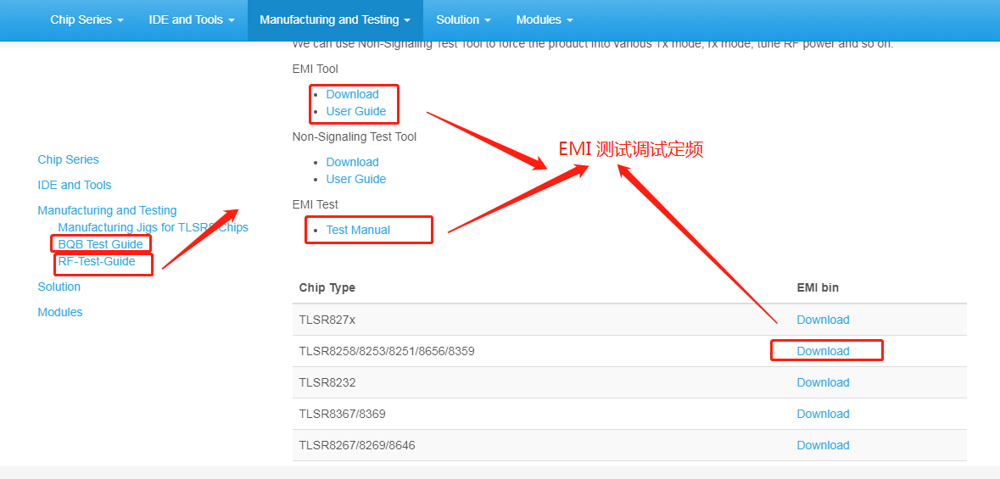 Chip Series IDE and Tools Manufacturing and Testing Solution Modules
We can use Non-Signaling Test Tool to force the product into various Tx mode, rx mode, tune RF power and so on.
EMI Tool
Download
User Guide
Non-Signaling Test Tool
Download
User Guide
EMI Test
Test Manual
EMI 测试调试定频
Chip Series
IDE and Tools
Manufacturing and Testing
Manufacturing Jigs for TLSR8 Chips
BQB Test Guide
RF-Test-Guide
Solution
Modules
Chip Type EMI bin
TLSR827x Download
TLSR8258/8253/8251/8656/8359 Download
TLSR8232 Download
TLSR8367/8369 Download
TLSR8267/8269/8646 Download